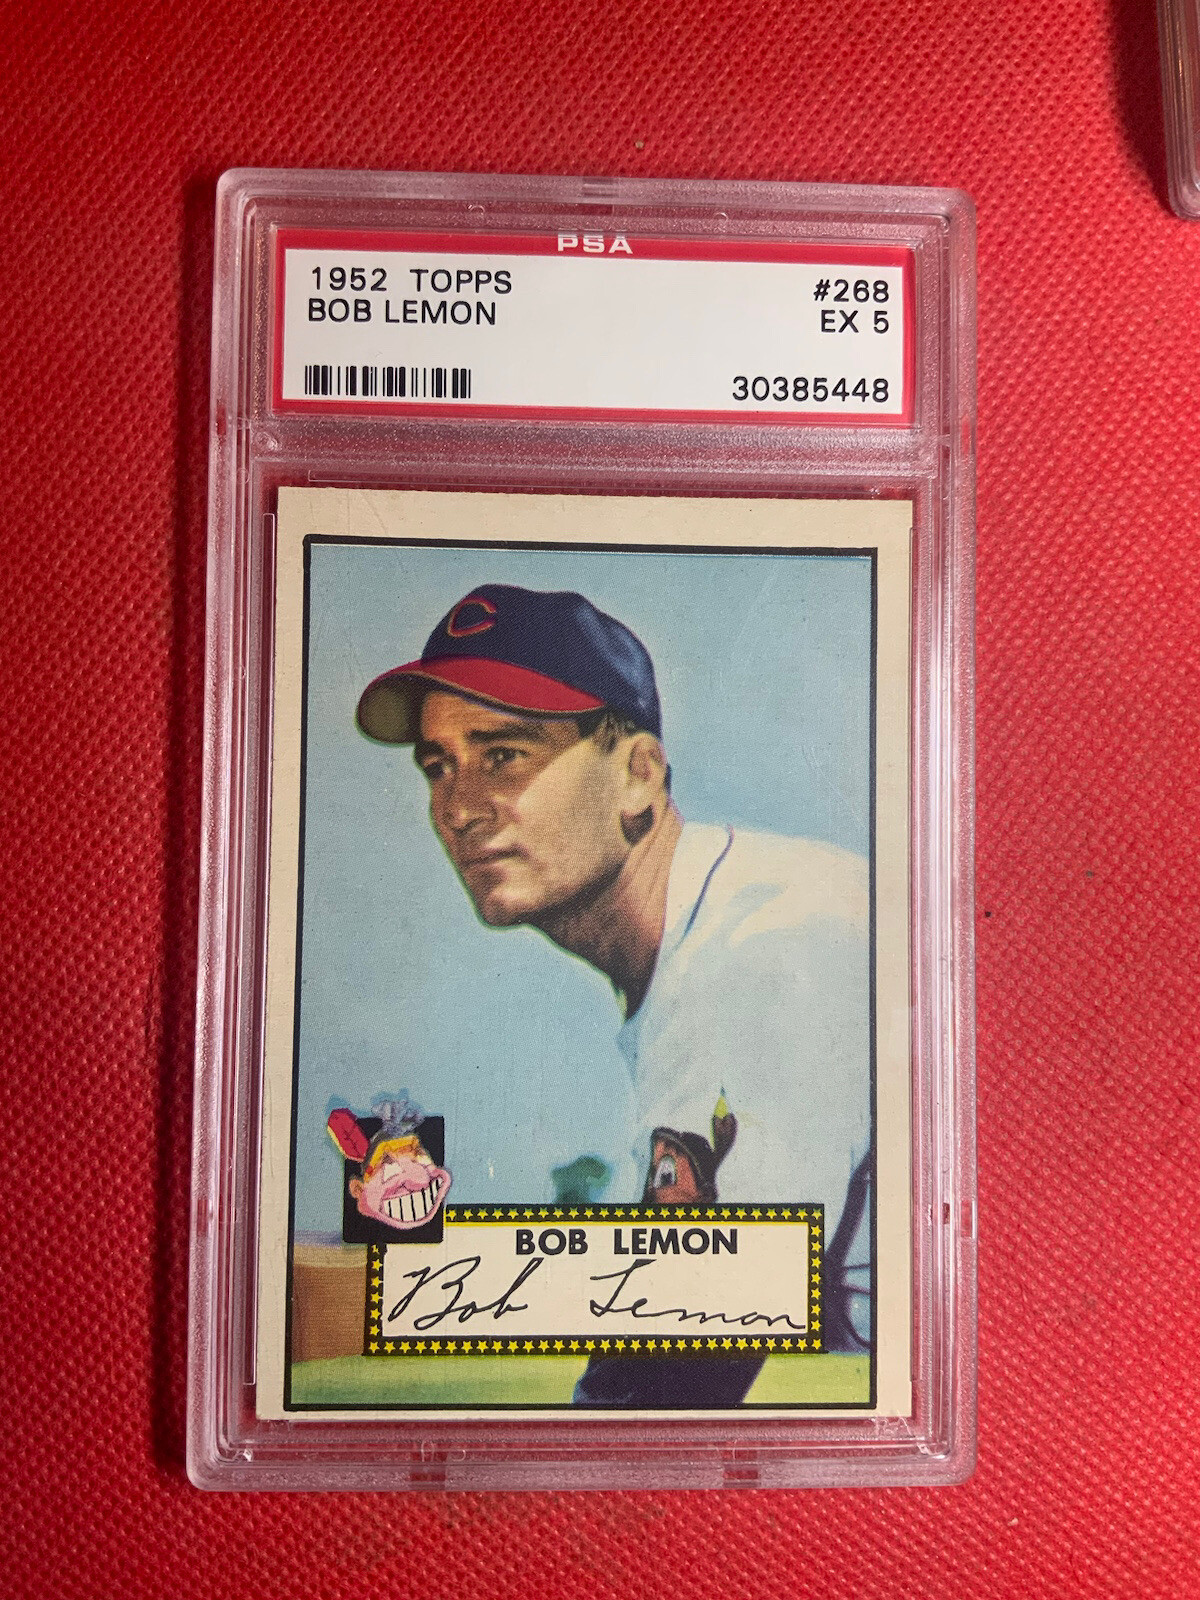 PSA
1952 TOPPS #268
BOB LEMON EX 5
30385448
C
BOB LEMON
Bob Lemon